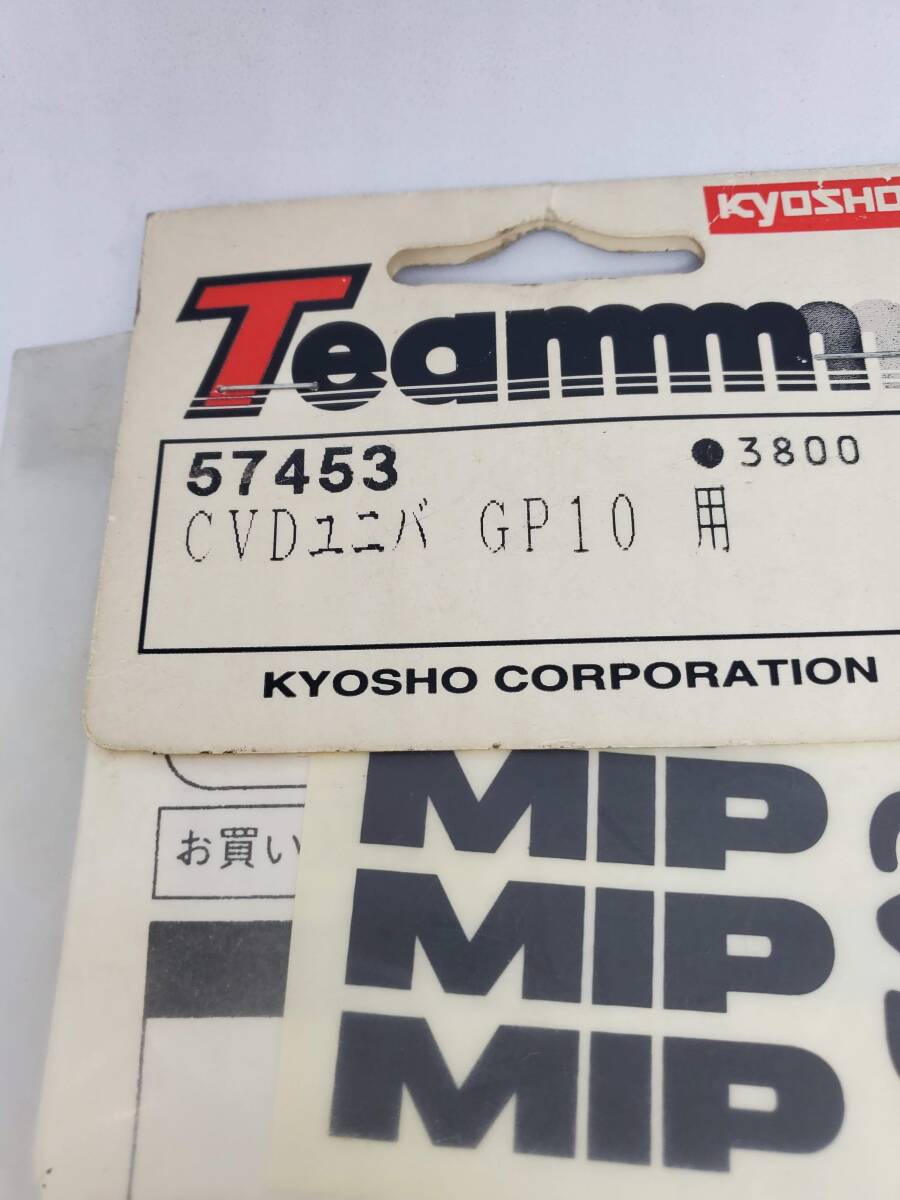 KYOSHO
Teammmm
57453 ●3800
CVDユニバ GP10 用
KYOSHO CORPORATION
お買い
MIP
MIP
MIP